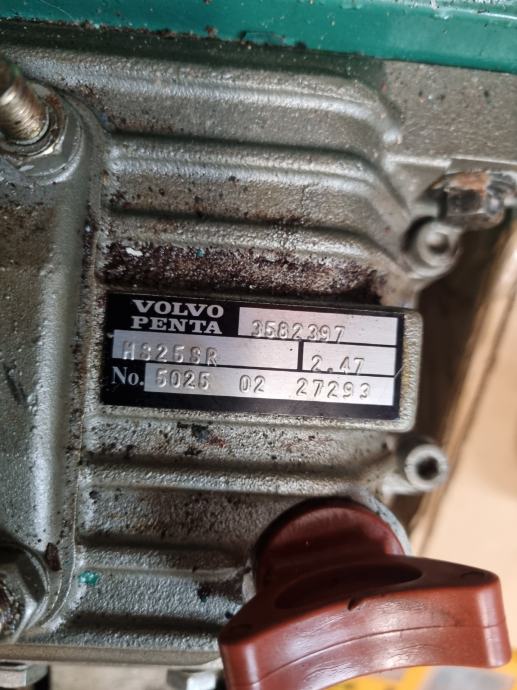 VOLVO
PENTA 3582397
HS25SR 2.47
No. 5025 02 27293